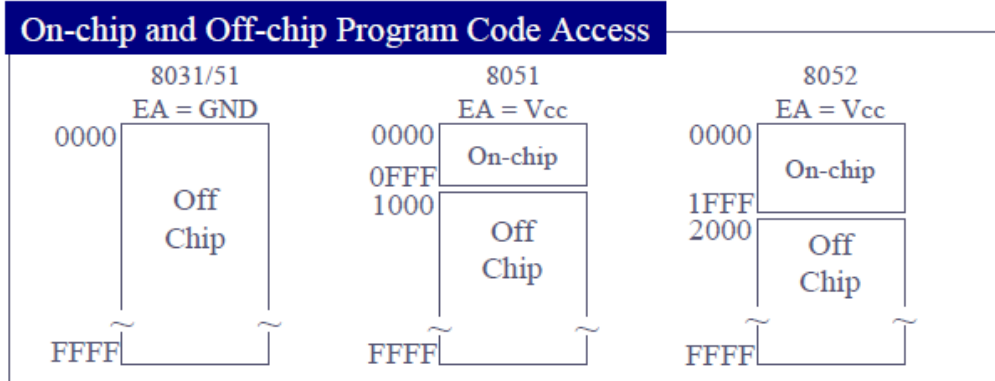 On-chip and Off-chip Program Code Access
8031/51
EA = GND
0000
Off
Chip
FFFF
8051
EA = Vcc
0000
On-chip
0FFF
1000
Off
Chip
FFFF
8052
EA = Vcc
0000
On-chip
1FFF
2000
Off
Chip
FFFF